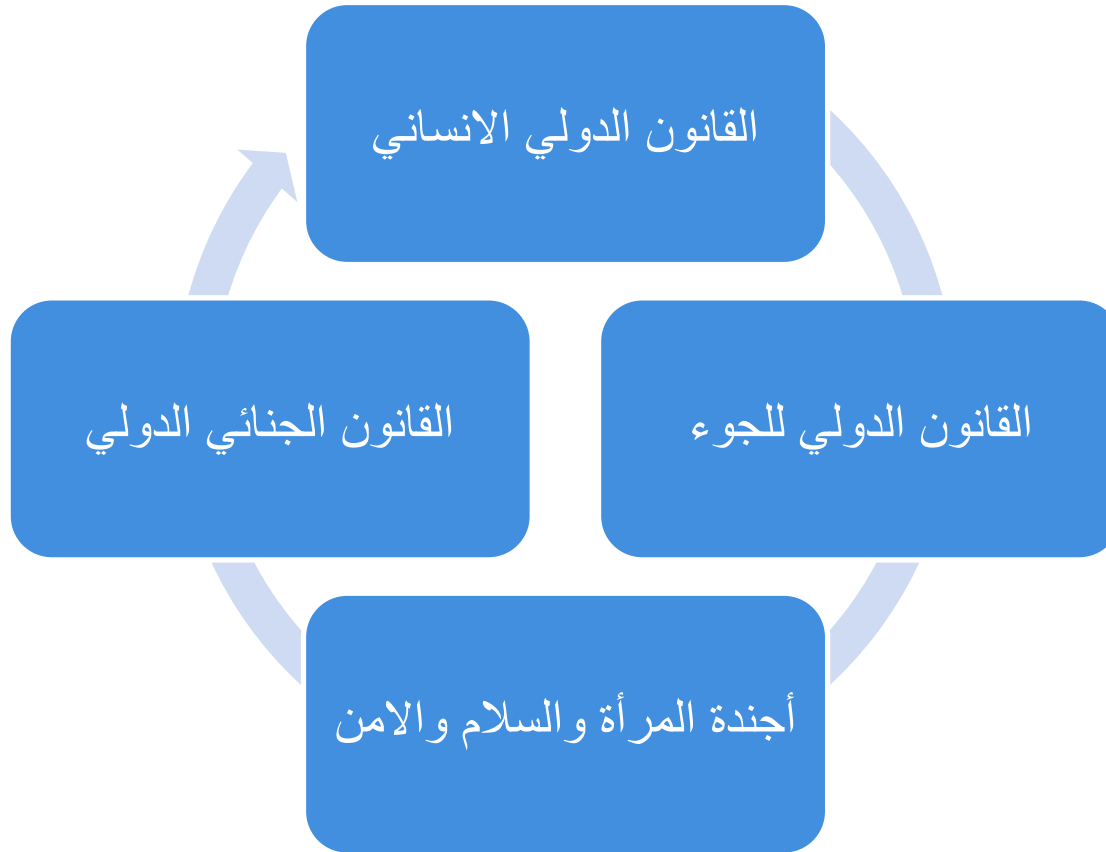 القانون الدولي الانساني
القانون الدولي للجوء
القانون الجنائي الدولي
أجندة المرأة والسلام والامن